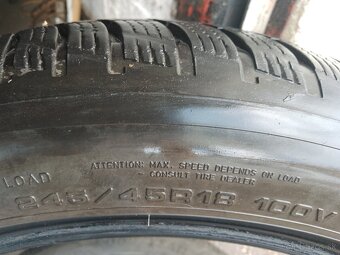 ATTENTION: MAX. SPEED DEPENDS ON LOAD
- CONSULT TIRE DEALER
LOAD
245/45R18 100V